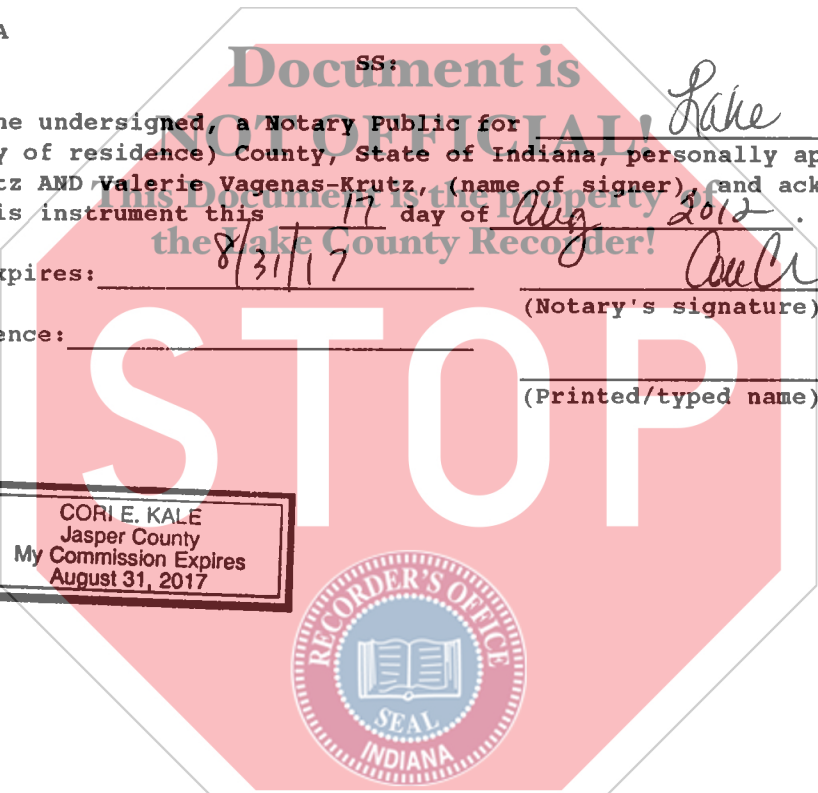 A
SS:
Document is
NOT OFFICIAL!
This Document is the property of
the Lake County Recorder!
he undersigned, a Notary Public for Lake
y of residence) County, State of Indiana, personally ap
tz AND Valerie Vagenas-Krutz, (name of signer), and ack
is instrument this 17 day of Aug 2012.
xpires: 8/31/17
(Notary's signature)
ence:
(Printed/typed name)
STOP
CORI E. KALE
Jasper County
My Commission Expires
August 31, 2017
RECORDER'S OFFICE
SEAL
INDIANA